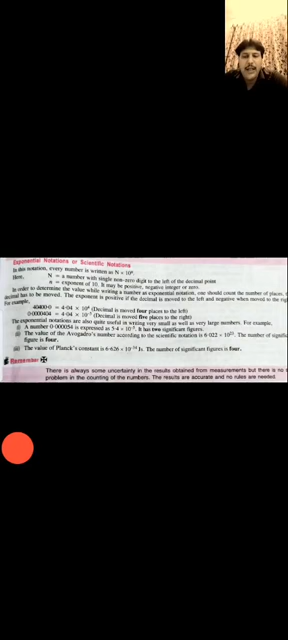 Exponential Notations or Scientific Notations
In this notation, every number is written as N × 10ⁿ.
Here, N = a number with single non-zero digit to the left of the decimal point
n = exponent of 10. It may be positive, negative integer or zero.
In order to determine the value while writing a number as exponential notation, one should count the number of places,
decimal has to be moved. The exponent is positive if the decimal is moved to the left and negative when moved to the
For example,
40400·0 = 4·04 × 10⁴ (Decimal is moved four places to the left)
0·0000404 = 4·04 × 10⁻⁵ (Decimal is moved five places to the right)
The exponential notations are also quite useful in writing very small as well as very large numbers. For example,
(i) A number 0·000054 is expressed as 5·4 × 10⁻⁵. It has two significant figures.
(ii) The value of the Avogadro's number according to the scientific notation is 6·022 × 10²³. The number of
figure is four.
(iii) The value of Planck's constant is 6·626 × 10⁻³⁴ Js. The number of significant figures is four.
Remember
There is always some uncertainty in the results obtained from measurements but there is no
problem in the counting of the numbers. The results are accurate and no rules are needed.